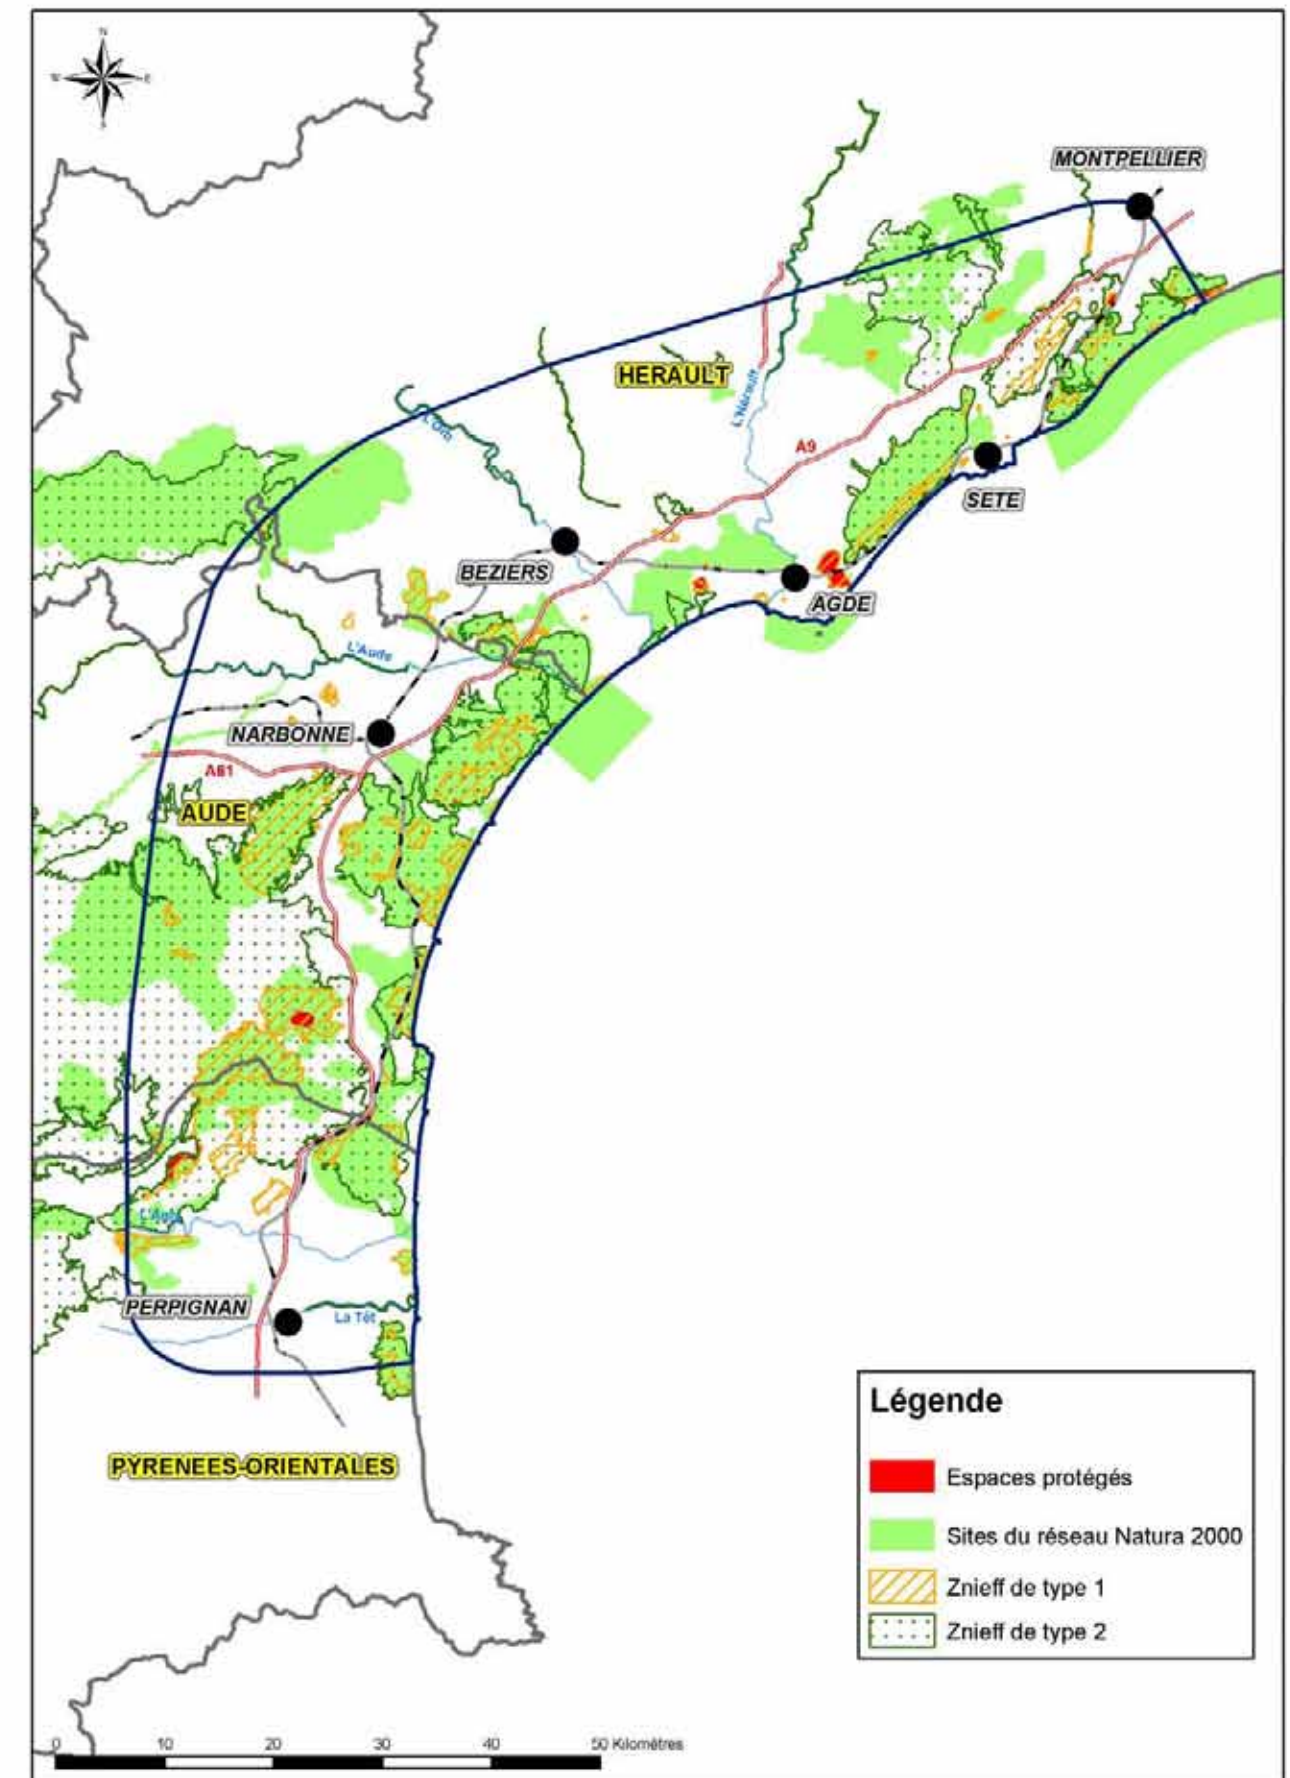 N
E
S
MONTPELLIER
HERAULT
L'Orb
L'Hérault
A9
SETE
BEZIERS
AGDE
L'Aude
NARBONNE
A61
AUDE
L'Agly
PERPIGNAN
La Têt
PYRENEES-ORIENTALES
Légende
Espaces protégés
Sites du réseau Natura 2000
Znieff de type 1
Znieff de type 2
0 10 20 30 40 50 Kilomètres